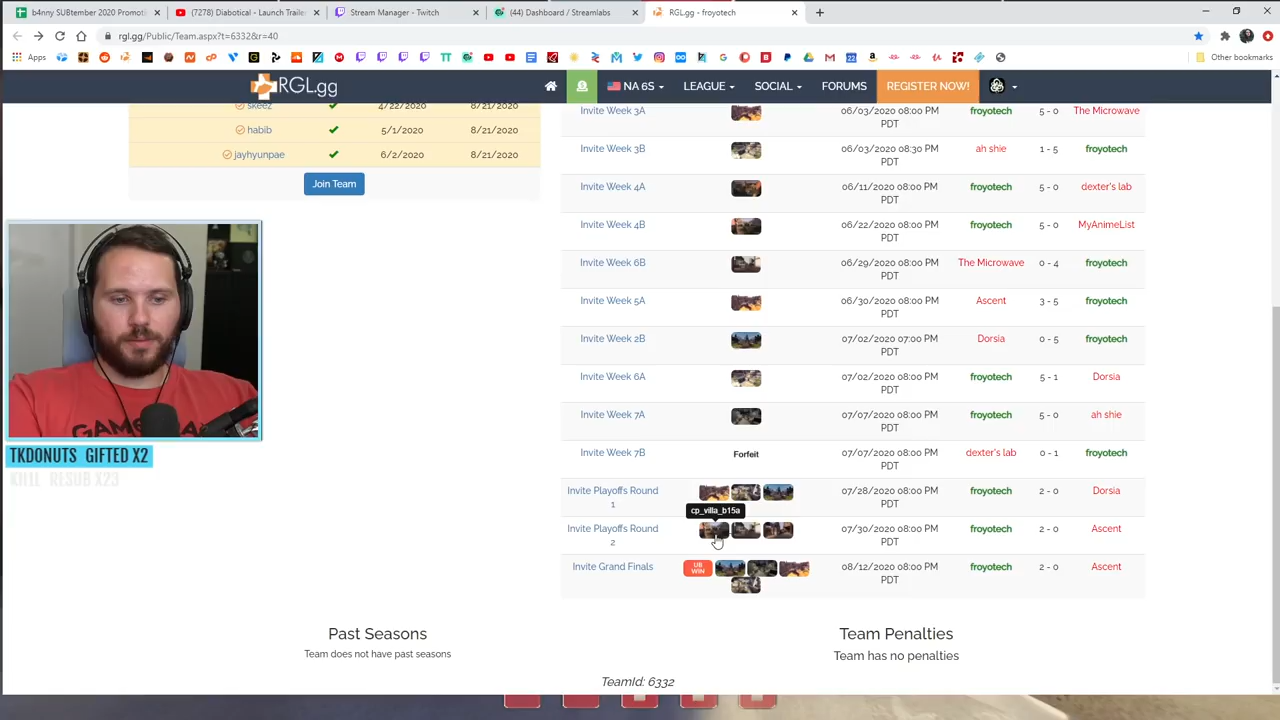 b4nny SUBtember 2020 Promoti
(7278) Diabotical - Launch Trailer
Stream Manager - Twitch
(44) Dashboard / Streamlabs
RGL.gg - froyotech
rgl.gg/Public/Team.aspx?t=6332&r=40
Apps
Other bookmarks
RGL.gg
NA 6S
LEAGUE
SOCIAL
FORUMS
REGISTER NOW!
skeez 4/22/2020 8/21/2020
habib 5/1/2020 8/21/2020
jayhyunpae 6/2/2020 8/21/2020
Join Team
Invite Week 3A 06/03/2020 08:00 PM PDT froyotech 5 - 0 The Microwave
Invite Week 3B 06/03/2020 08:30 PM PDT ah shie 1 - 5 froyotech
Invite Week 4A 06/11/2020 08:00 PM PDT froyotech 5 - 0 dexter's lab
Invite Week 4B 06/22/2020 08:00 PM PDT froyotech 5 - 0 MyAnimeList
Invite Week 6B 06/29/2020 08:00 PM PDT The Microwave 0 - 4 froyotech
Invite Week 5A 06/30/2020 08:00 PM PDT Ascent 3 - 5 froyotech
Invite Week 2B 07/02/2020 07:00 PM PDT Dorsia 0 - 5 froyotech
Invite Week 6A 07/02/2020 08:00 PM PDT froyotech 5 - 1 Dorsia
Invite Week 7A 07/07/2020 08:00 PM PDT froyotech 5 - 0 ah shie
Invite Week 7B Forfeit 07/07/2020 08:00 PM PDT dexter's lab 0 - 1 froyotech
Invite Playoffs Round 1 07/28/2020 08:00 PM PDT froyotech 2 - 0 Dorsia
cp_villa_b15a
Invite Playoffs Round 2 07/30/2020 08:00 PM PDT froyotech 2 - 0 Ascent
Invite Grand Finals UB WIN 08/12/2020 08:00 PM PDT froyotech 2 - 0 Ascent
Past Seasons
Team does not have past seasons
Team Penalties
Team has no penalties
TeamId: 6332
TKDONUTS GIFTED X2
KILL RESUB X23